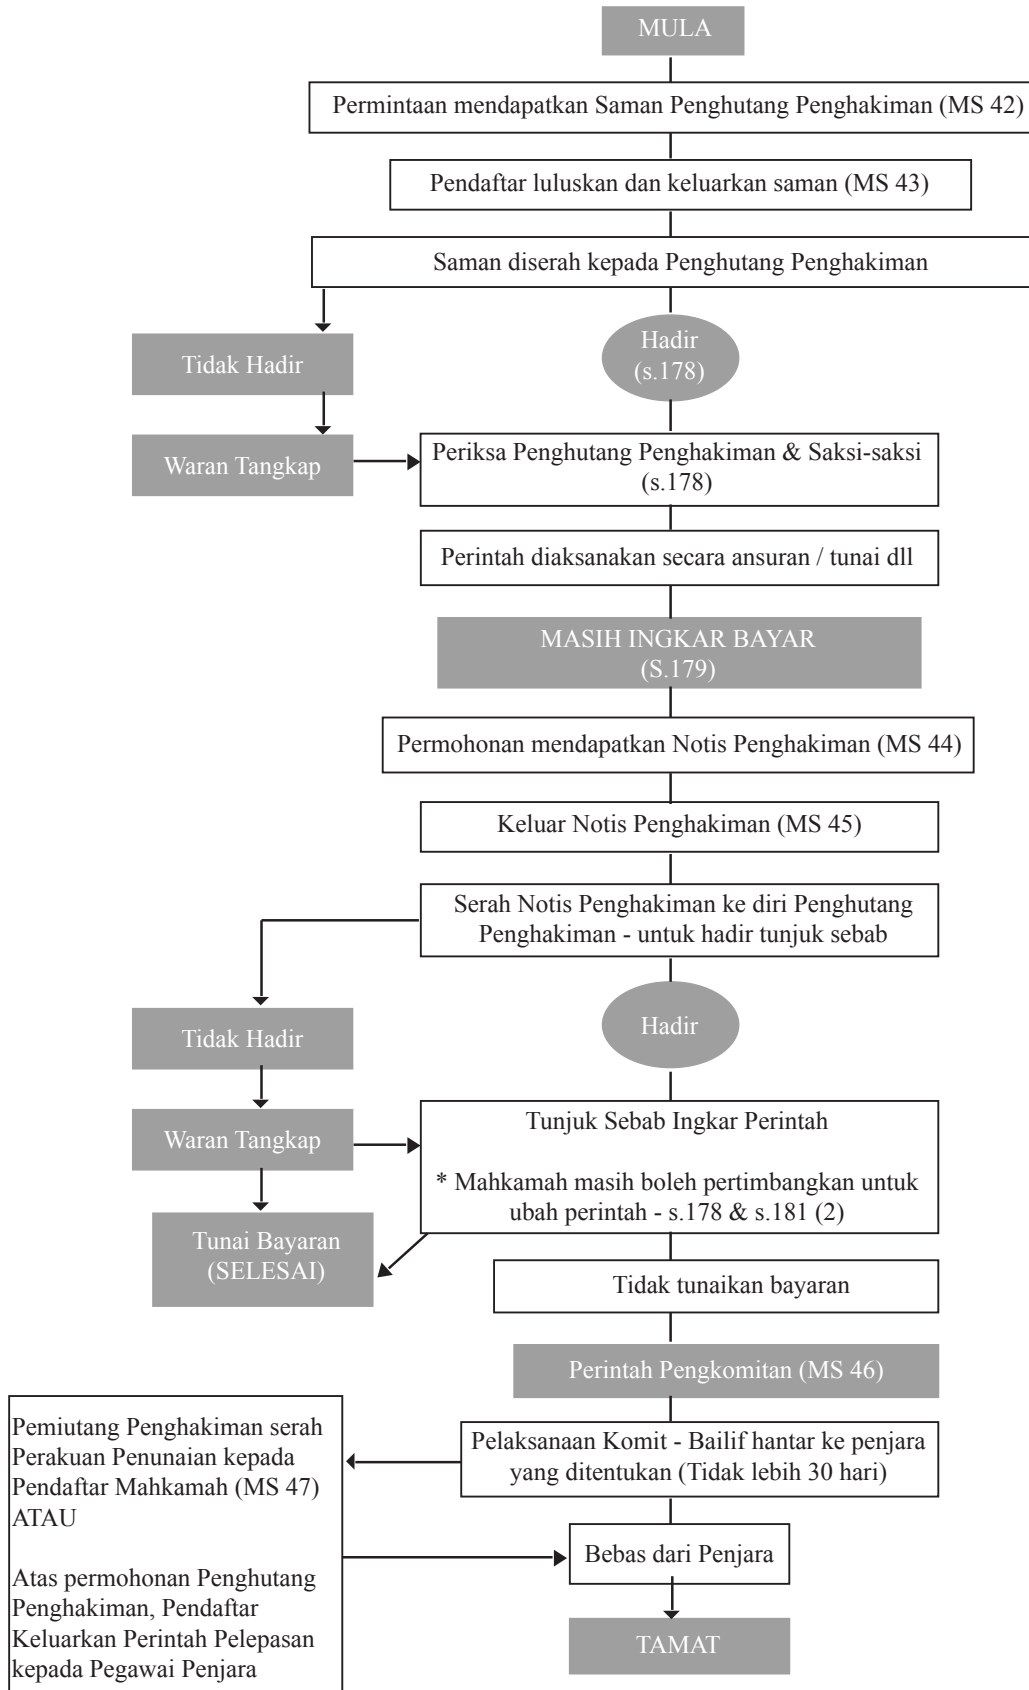 MULA
Permintaan mendapatkan Saman Penghutang Penghakiman (MS 42)
Pendaftar luluskan dan keluarkan saman (MS 43)
Saman diserah kepada Penghutang Penghakiman
Tidak Hadir
Hadir
(s.178)
Waran Tangkap
Periksa Penghutang Penghakiman & Saksi-saksi
(s.178)
Perintah diaksanakan secara ansuran / tunai dll
MASIH INGKAR BAYAR
(S.179)
Permohonan mendapatkan Notis Penghakiman (MS 44)
Keluar Notis Penghakiman (MS 45)
Serah Notis Penghakiman ke diri Penghutang
Penghakiman - untuk hadir tunjuk sebab
Tidak Hadir
Hadir
Waran Tangkap
Tunjuk Sebab Ingkar Perintah
* Mahkamah masih boleh pertimbangkan untuk
ubah perintah - s.178 & s.181 (2)
Tunai Bayaran
(SELESAI)
Tidak tunaikan bayaran
Perintah Pengkomitan (MS 46)
Pelaksanaan Komit - Bailif hantar ke penjara
yang ditentukan (Tidak lebih 30 hari)
Pemiutang Penghakiman serah
Perakuan Penunaian kepada
Pendaftar Mahkamah (MS 47)
ATAU
Atas permohonan Penghutang
Penghakiman, Pendaftar
Keluarkan Perintah Pelepasan
kepada Pegawai Penjara
Bebas dari Penjara
TAMAT